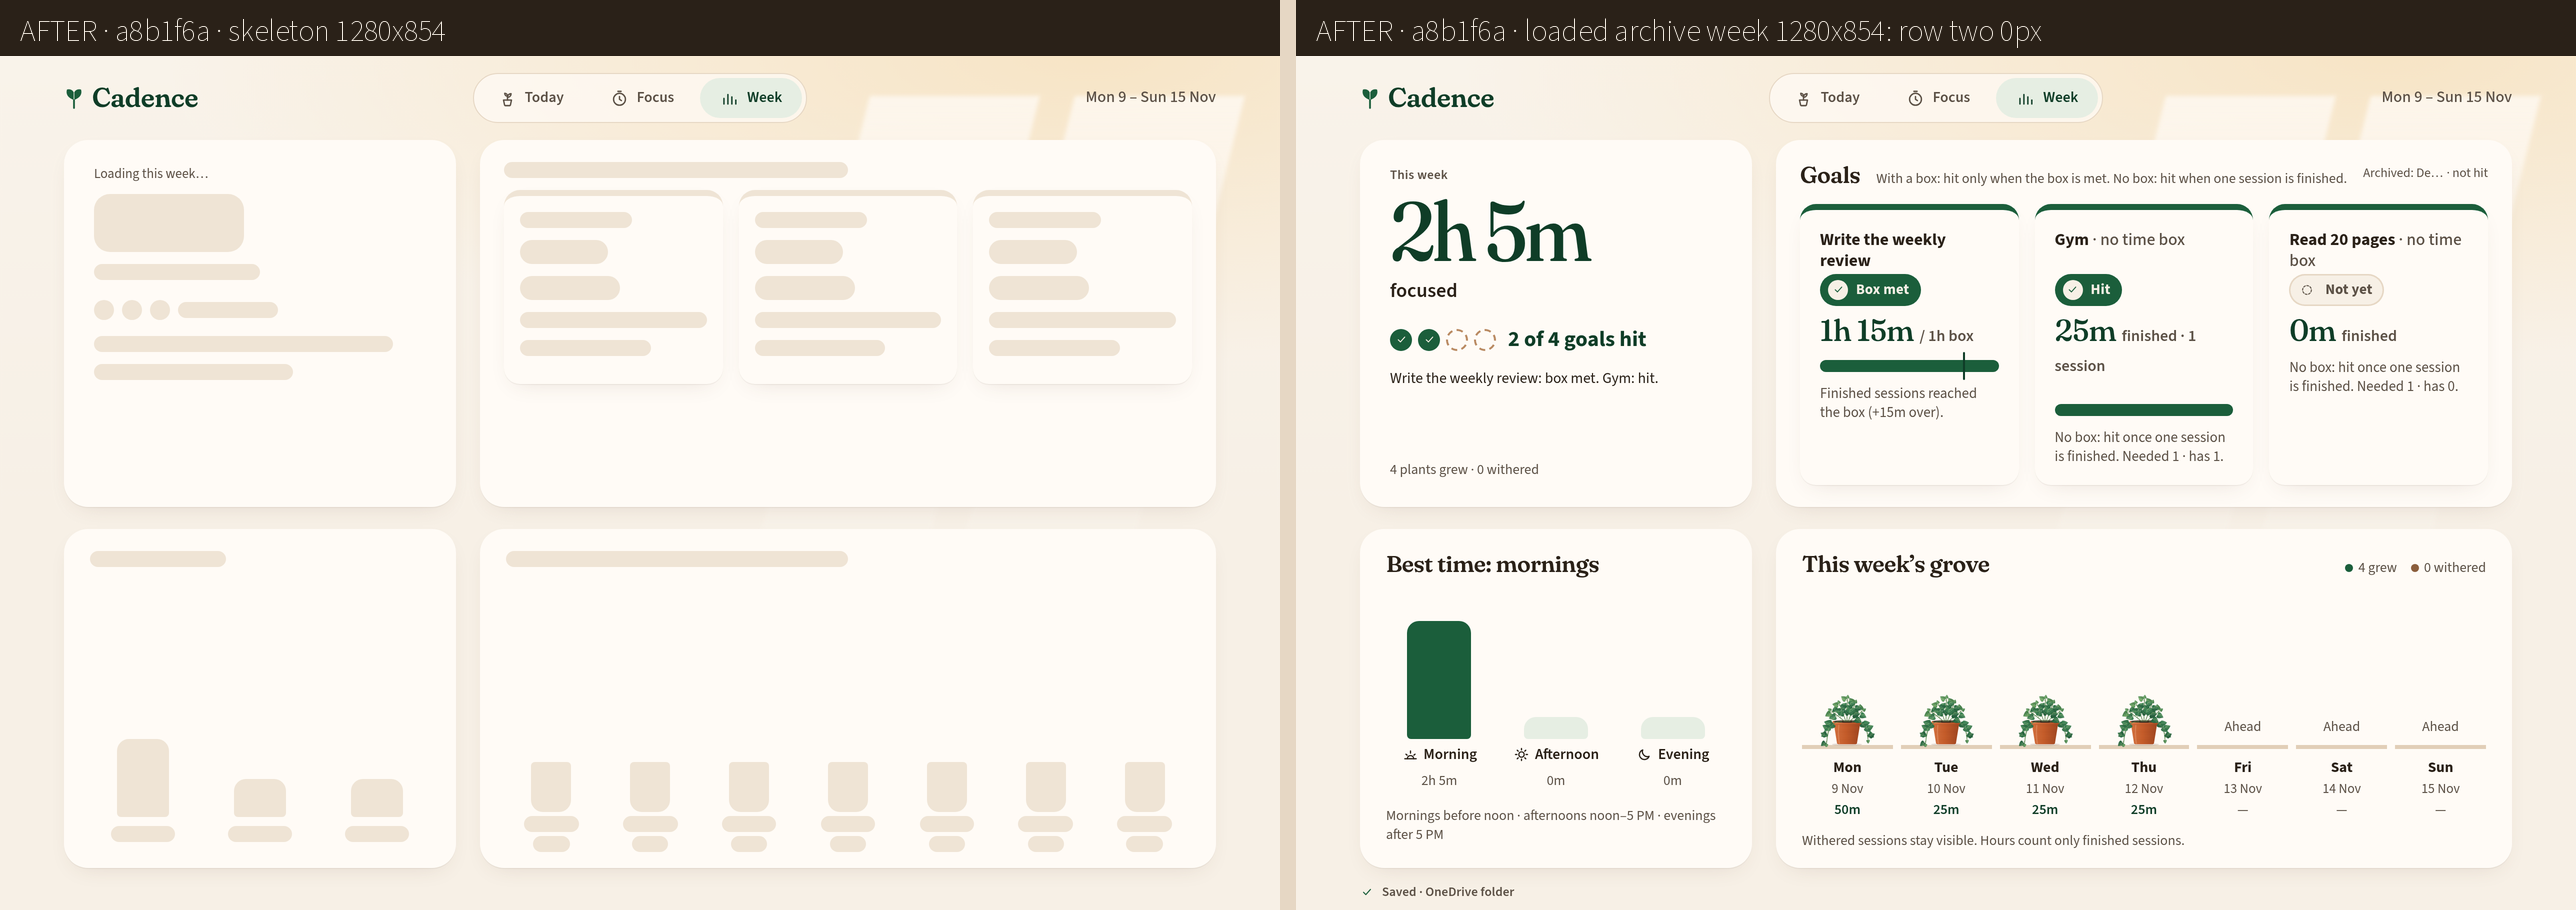 AFTER · a8b1f6a · skeleton 1280x854
Cadence
Today
Focus
Week
Mon 9 – Sun 15 Nov
Loading this week…
AFTER · a8b1f6a · loaded archive week 1280x854: row two 0px
Cadence
Today
Focus
Week
Mon 9 – Sun 15 Nov
This week
2h 5m
focused
2 of 4 goals hit
Write the weekly review: box met. Gym: hit.
4 plants grew · 0 withered
Goals
With a box: hit only when the box is met. No box: hit when one session is finished.
Archived: De… · not hit
Write the weekly
review
Box met
1h 15m / 1h box
Finished sessions reached
the box (+15m over).
Gym · no time box
Hit
25m finished · 1
session
No box: hit once one session
is finished. Needed 1 · has 1.
Read 20 pages · no time
box
Not yet
0m finished
No box: hit once one session
is finished. Needed 1 · has 0.
Best time: mornings
Morning
Afternoon
Evening
2h 5m
0m
0m
Mornings before noon · afternoons noon–5 PM · evenings
after 5 PM
This week’s grove
4 grew
0 withered
Ahead
Ahead
Ahead
Mon
Tue
Wed
Thu
Fri
Sat
Sun
9 Nov
10 Nov
11 Nov
12 Nov
13 Nov
14 Nov
15 Nov
50m
25m
25m
25m
—
—
—
Withered sessions stay visible. Hours count only finished sessions.
Saved · OneDrive folder